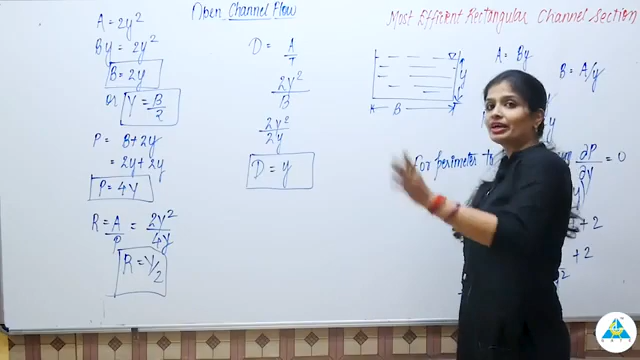 Open Channel Flow
Most Efficient Rectangular Channel Section
A = 2y²
By = 2y²
B = 2y
or y = B/2
P = B + 2y
= 2y + 2y
P = 4y
R = A/P = 2y²/4y
R = y/2
D = A/T
2y²/B
2y²/2y
D = y
y
B
A = By
B = A/y
For perimeter to ∂P/∂y = 0
+ 2
+ 2